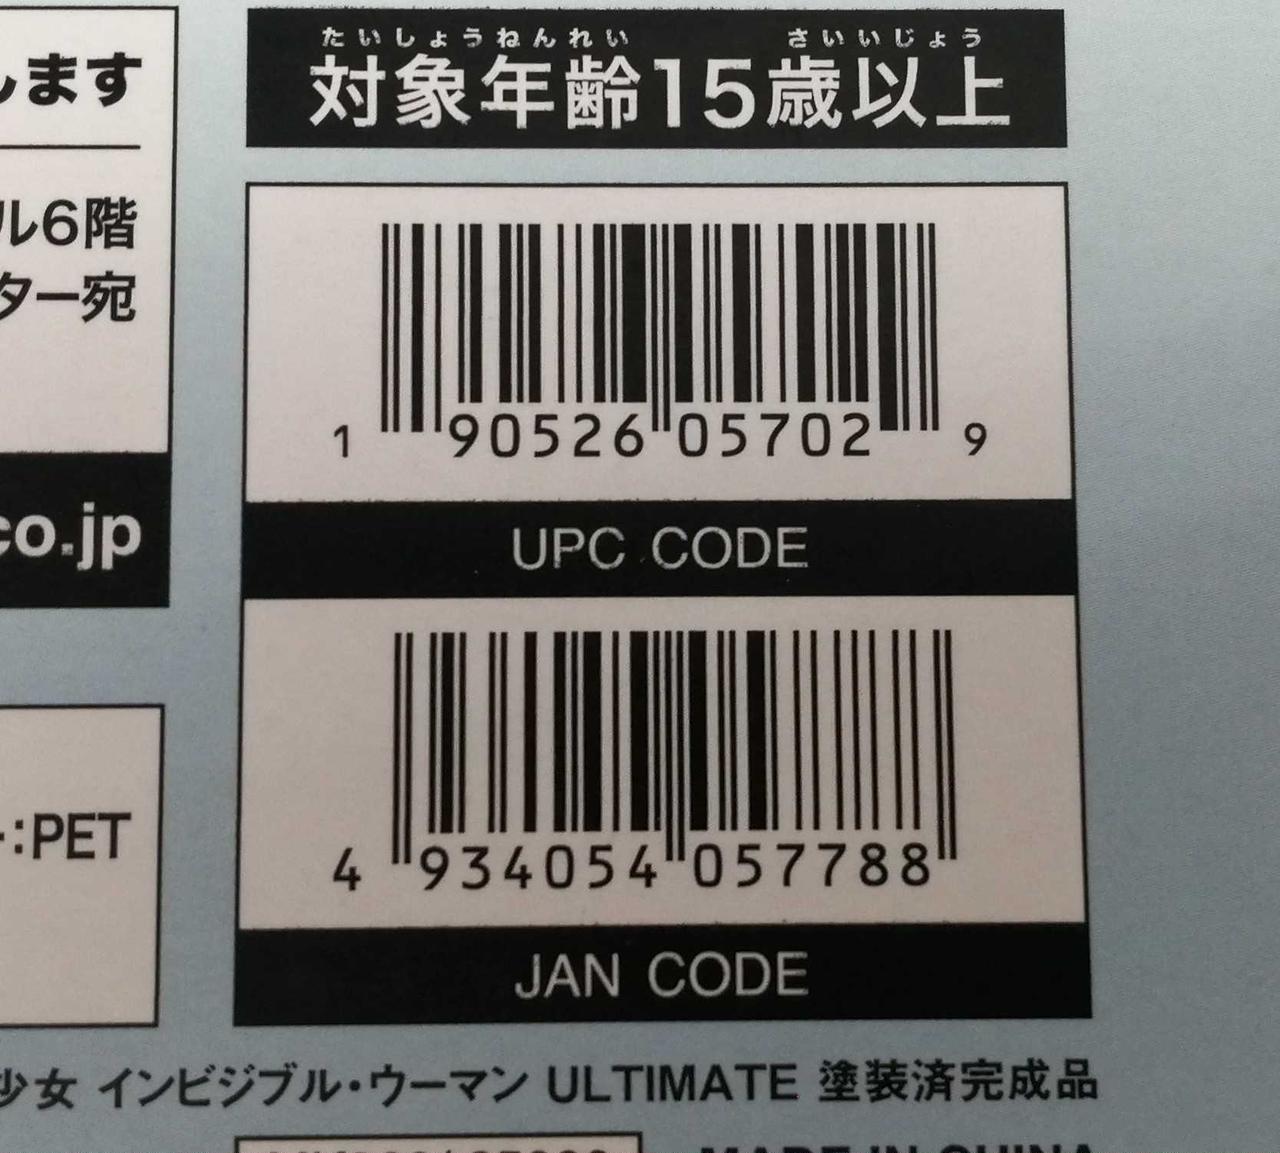 たいしょうねんれい さいいじょう
対象年齢15歳以上
します
ル6階
ター宛
1 90526 05702 9
UPC CODE
co.jp
:PET
4 934054 057788
JAN CODE
少女 インビジブル・ウーマン ULTIMATE 塗装済完成品
MADE IN CHINA